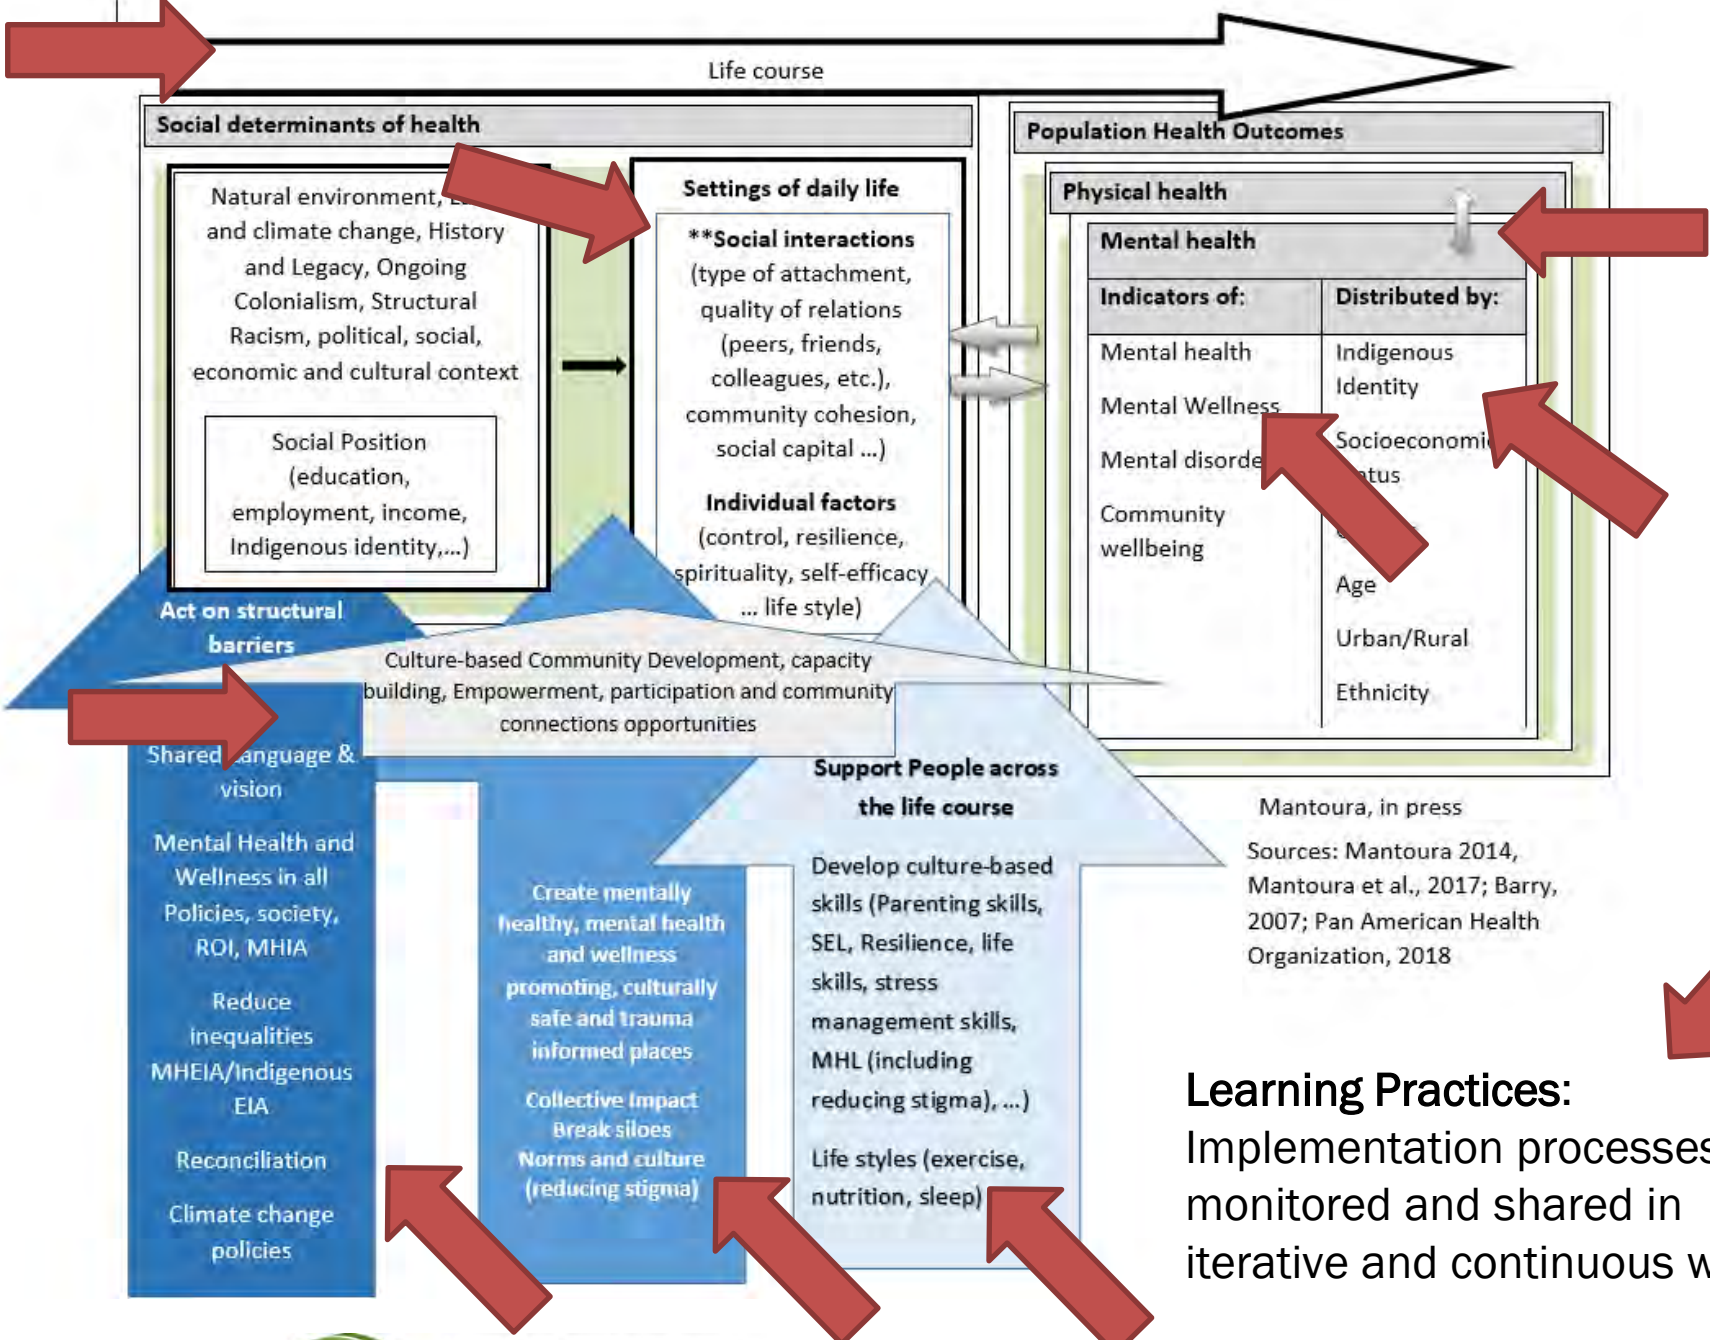 Life course
Social determinants of health
Natural environment,
and climate change, History
and Legacy, Ongoing
Colonialism, Structural
Racism, political, social,
economic and cultural context
Social Position
(education,
employment, income,
Indigenous identity,...)
Settings of daily life
**Social interactions
(type of attachment,
quality of relations
(peers, friends,
colleagues, etc.),
community cohesion,
social capital ...)
Individual factors
(control, resilience,
spirituality, self-efficacy
... life style)
Population Health Outcomes
Physical health
Mental health
Indicators of:
Mental health
Mental Wellness
Mental disorde
Community
wellbeing
Distributed by:
Indigenous
Identity
Socioeconomi
atus
Age
Urban/Rural
Ethnicity
Act on structural
barriers
Culture-based Community Development, capacity
building, Empowerment, participation and community
connections opportunities
Shared Language &
vision
Mental Health and
Wellness in all
Policies, society,
ROI, MHIA
Reduce
inequalities
MHEIA/Indigenous
EIA
Reconciliation
Climate change
policies
Create mentally
healthy, mental health
and wellness
promoting, culturally
safe and trauma
informed places
Collective Impact
Break siloes
Norms and culture
(reducing stigma)
Support People across
the life course
Develop culture-based
skills (Parenting skills,
SEL, Resilience, life
skills, stress
management skills,
MHL (including
reducing stigma), ...)
Life styles (exercise,
nutrition, sleep)
Mantoura, in press
Sources: Mantoura 2014,
Mantoura et al., 2017; Barry,
2007; Pan American Health
Organization, 2018
Learning Practices:
Implementation processes
monitored and shared in
iterative and continuous w